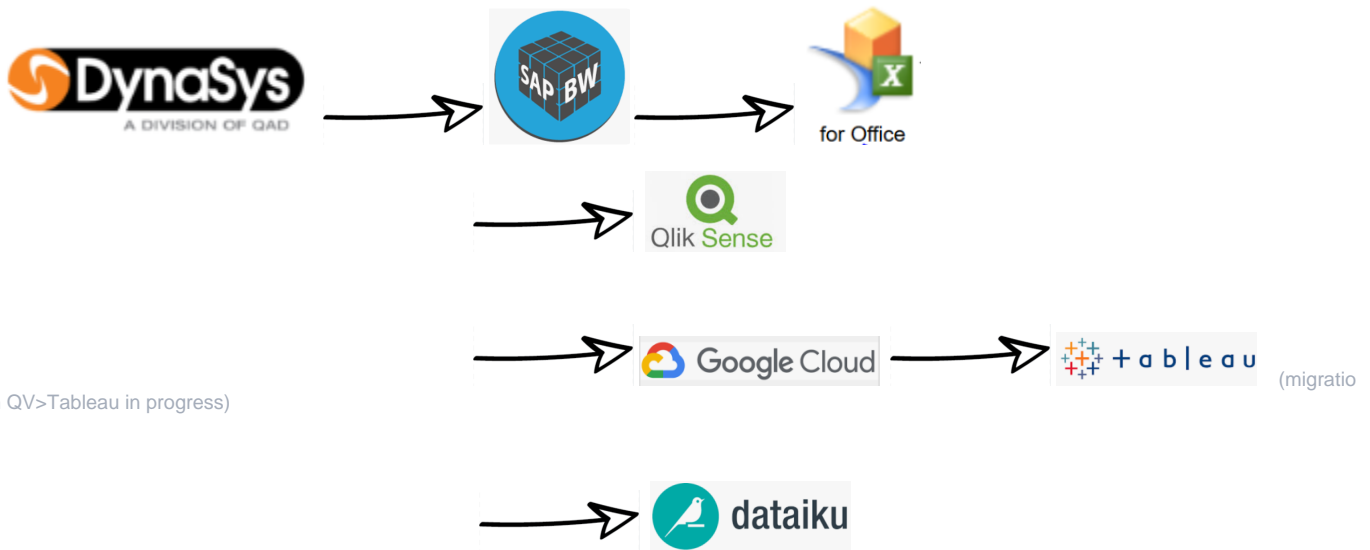 DynaSys
A DIVISION OF QAD
SAP BW
X
for Office
Qlik Sense
Google Cloud
+ a b l e a u
(migratio
QV>Tableau in progress)
dataiku